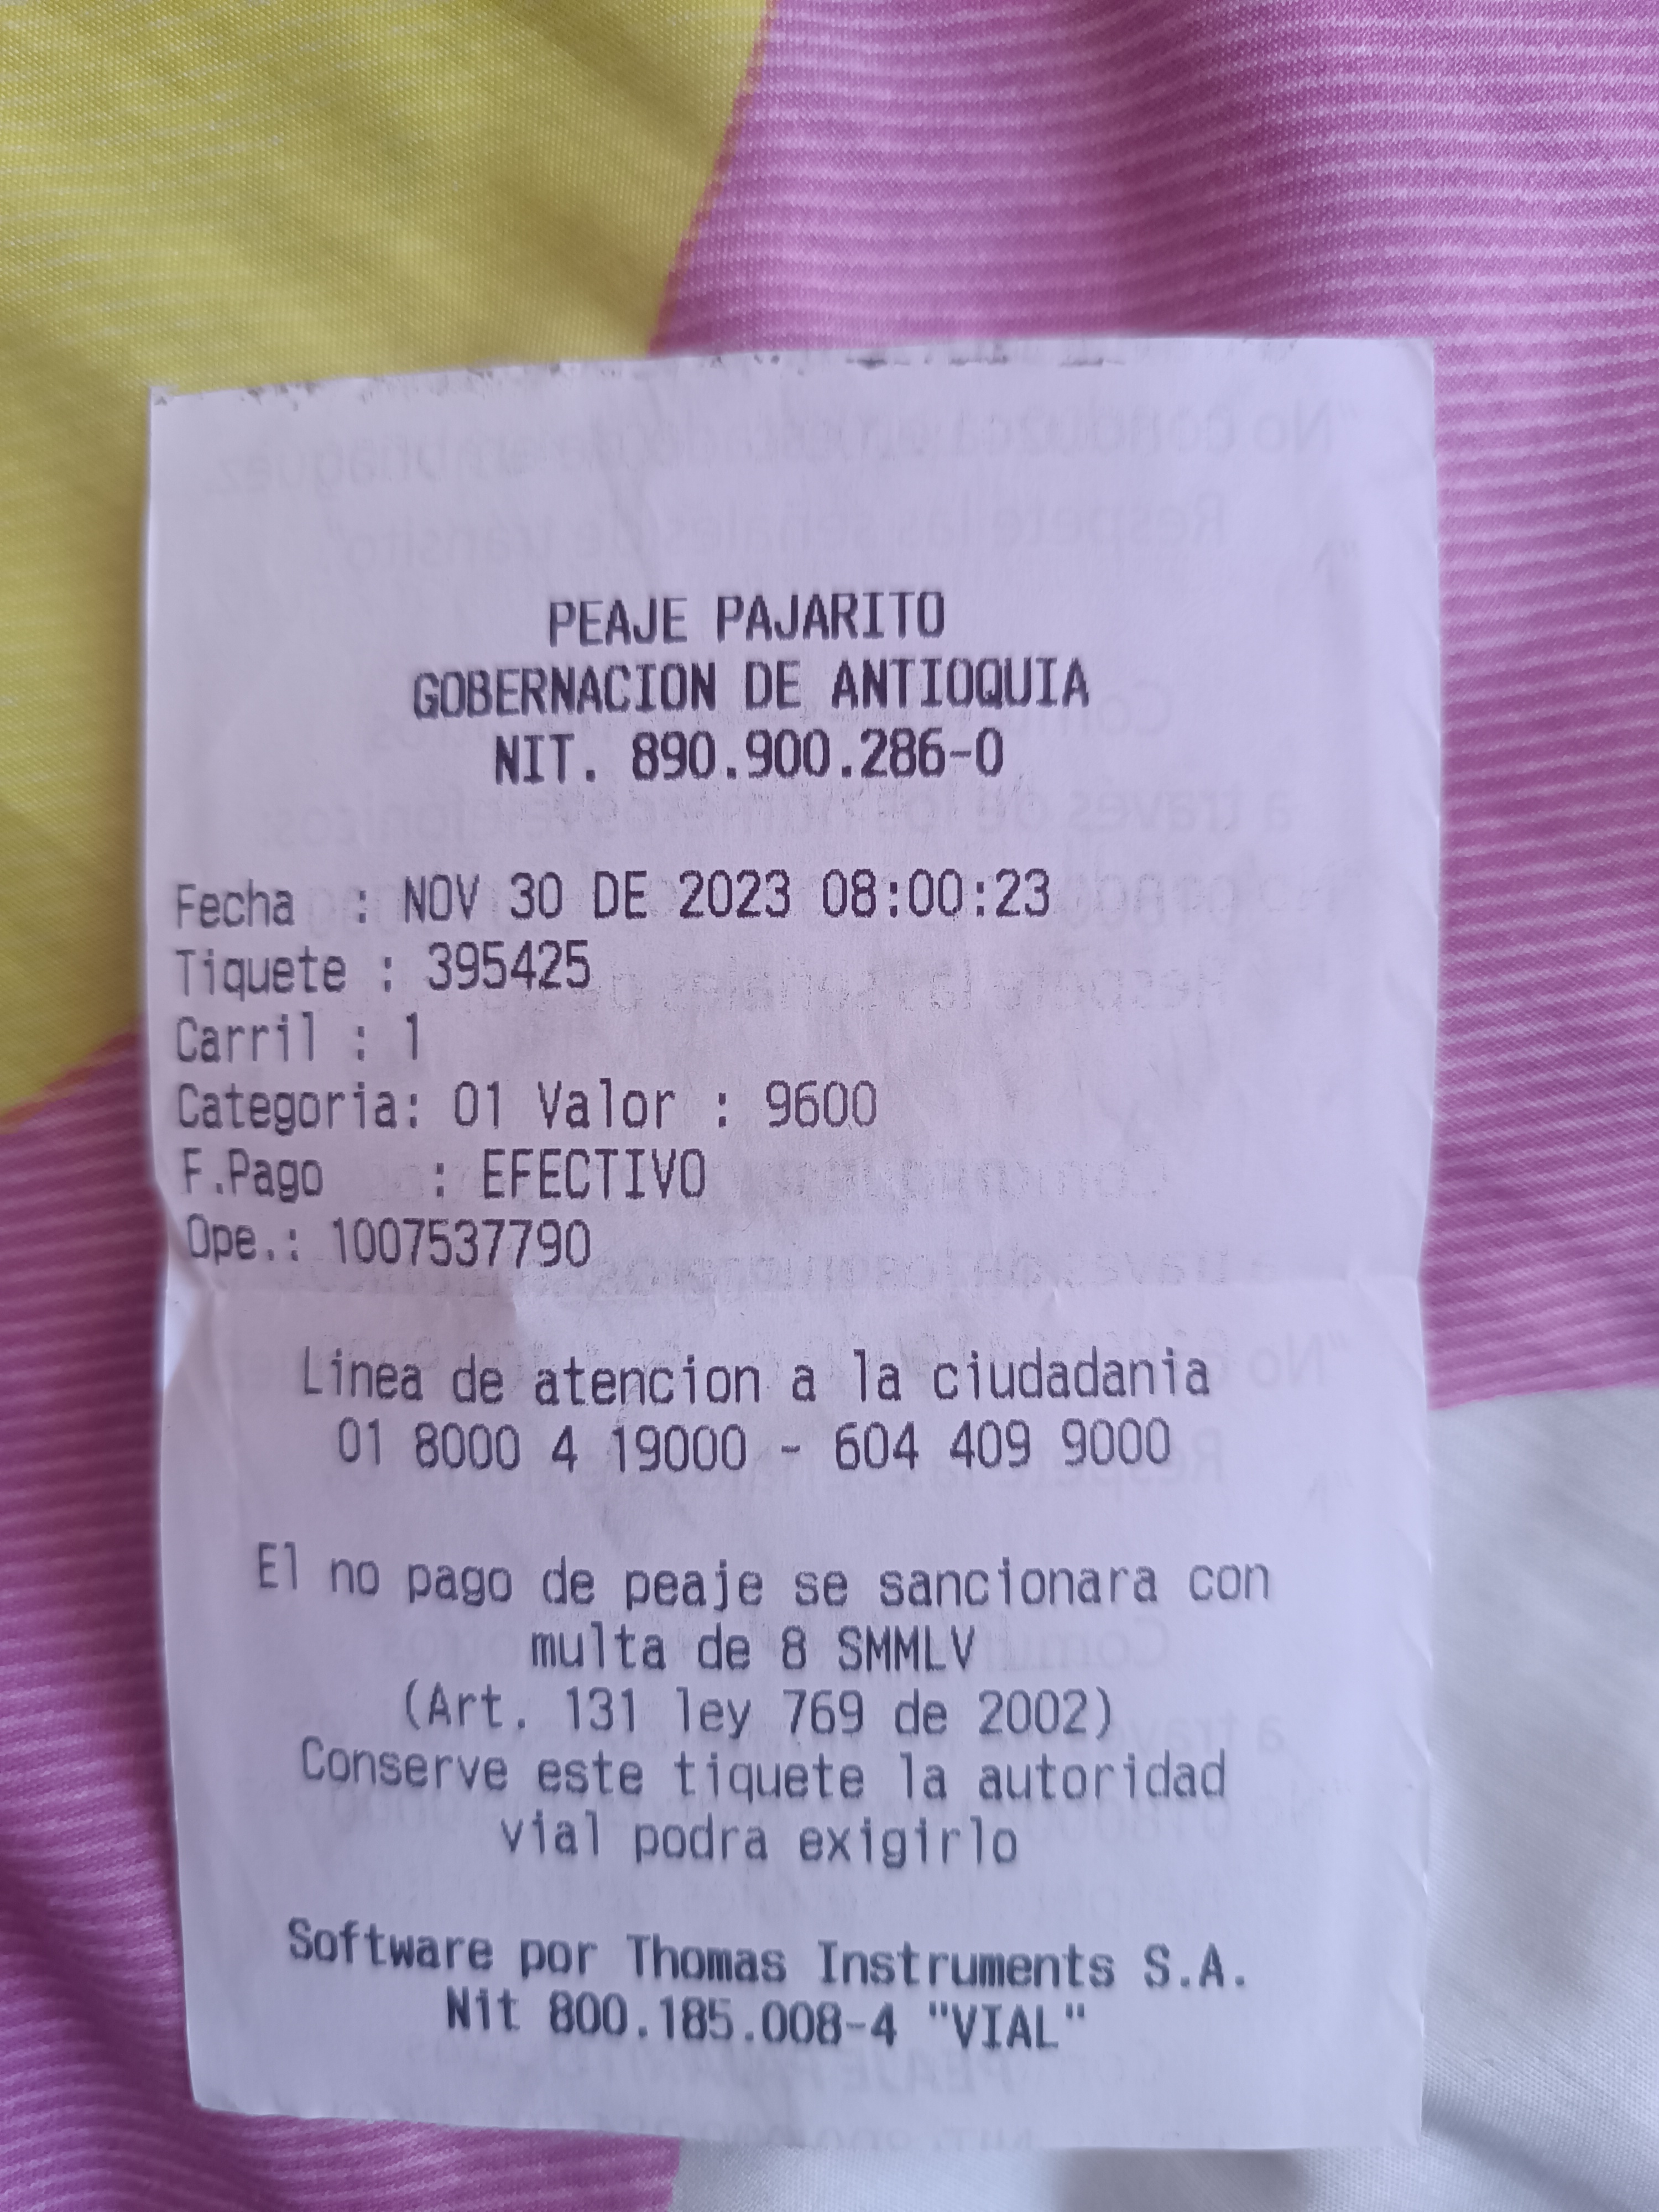 PEAJE PAJARITO
GOBERNACION DE ANTIOQUIA
NIT. 890.900.286-0
Fecha : NOV 30 DE 2023 08:00:23
Tiquete : 395425
Carril : 1
Categoria: 01 Valor : 9600
F.Pago : EFECTIVO
Ope.: 1007537790
Linea de atencion a la ciudadania
01 8000 4 19000 - 604 409 9000
El no pago de peaje se sancionara con
multa de 8 SMMLV
(Art. 131 ley 769 de 2002)
Conserve este tiquete la autoridad
vial podra exigirlo
Software por Thomas Instruments S.A.
Nit 800.185.008-4 "VIAL"